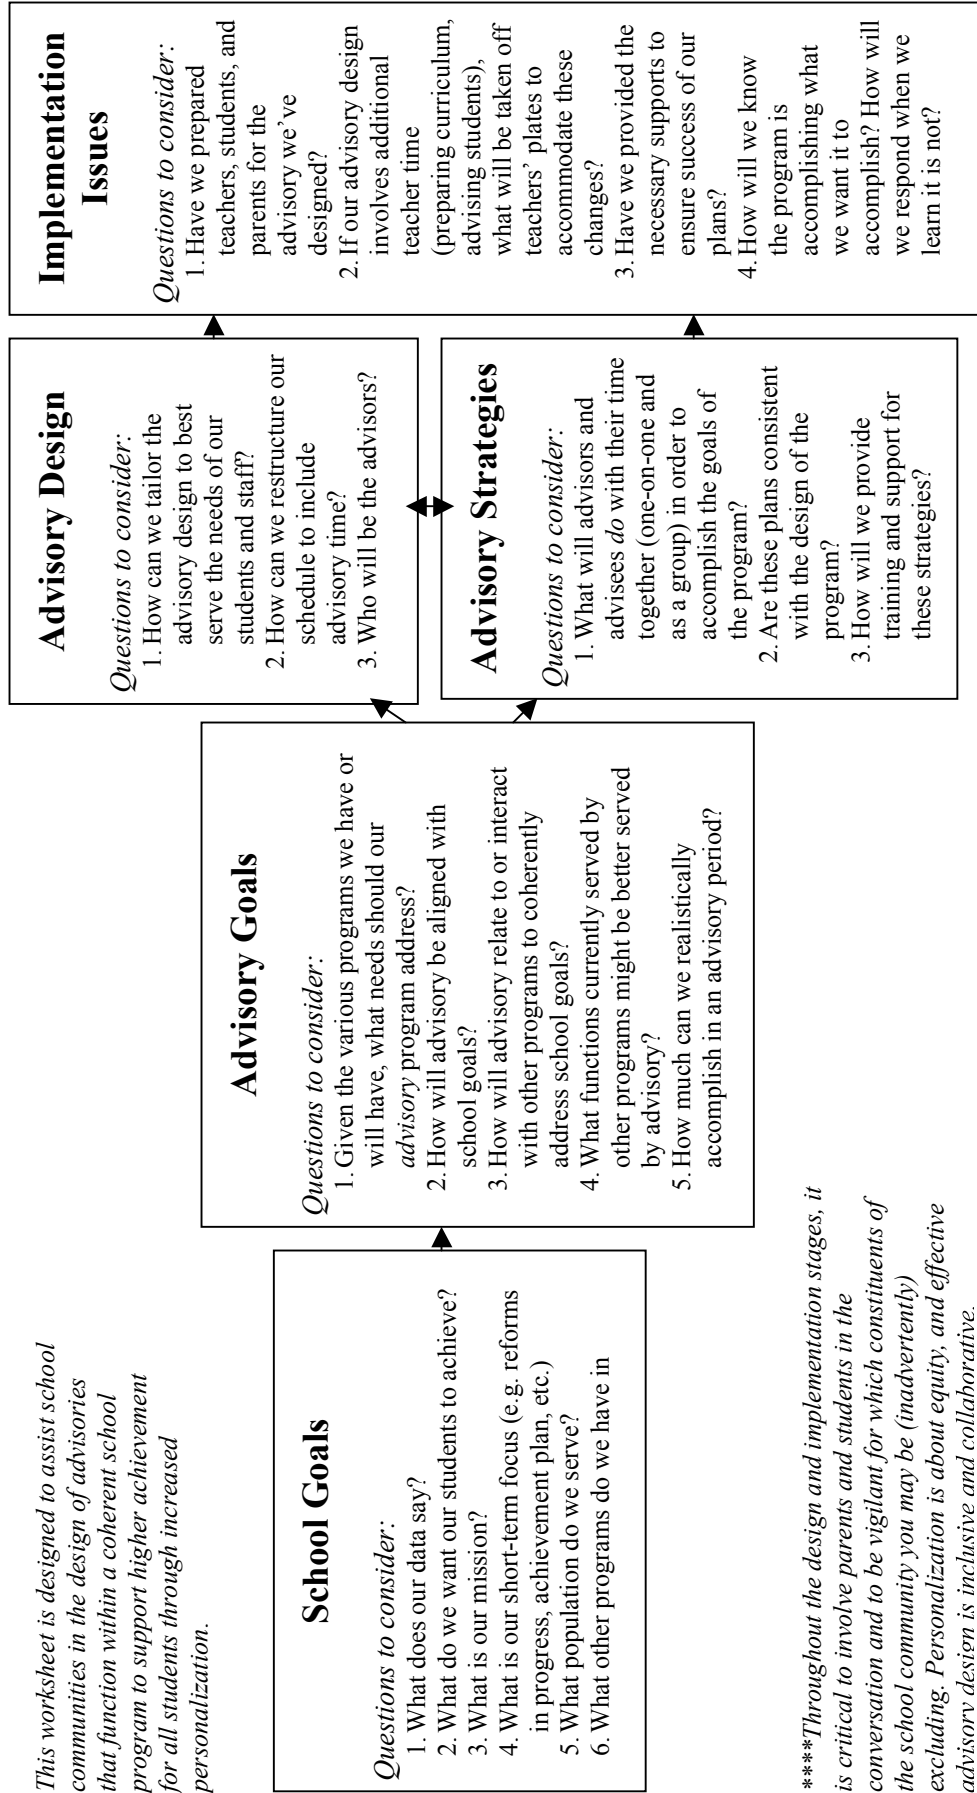 This worksheet is designed to assist school
communities in the design of advisories
that function within a coherent school
program to support higher achievement
for all students through increased
personalization.
School Goals
Questions to consider:
1. What does our data say?
2. What do we want our students to achieve?
3. What is our mission?
4. What is our short-term focus (e.g. reforms
in progress, achievement plan, etc.)
5. What population do we serve?
6. What other programs do we have in
****Throughout the design and implementation stages, it
is critical to involve parents and students in the
conversation and to be vigilant for which constituents of
the school community you may be (inadvertently)
excluding. Personalization is about equity, and effective
advisory design is inclusive and collaborative.
Advisory Goals
Questions to consider:
1. Given the various programs we have or
will have, what needs should our
advisory program address?
2. How will advisory be aligned with
school goals?
3. How will advisory relate to or interact
with other programs to coherently
address school goals?
4. What functions currently served by
other programs might be better served
by advisory?
5. How much can we realistically
accomplish in an advisory period?
Advisory Design
Questions to consider:
1. How can we tailor the
advisory design to best
serve the needs of our
students and staff?
2. How can we restructure our
schedule to include
advisory time?
3. Who will be the advisors?
Advisory Strategies
Questions to consider:
1. What will advisors and
advisees do with their time
together (one-on-one and
as a group) in order to
accomplish the goals of
the program?
2. Are these plans consistent
with the design of the
program?
3. How will we provide
training and support for
these strategies?
Implementation
Issues
Questions to consider:
1. Have we prepared
teachers, students, and
parents for the
advisory we've
designed?
2. If our advisory design
involves additional
teacher time
(preparing curriculum,
advising students),
what will be taken off
teachers' plates to
accommodate these
changes?
3. Have we provided the
necessary supports to
ensure success of our
plans?
4. How will we know
the program is
accomplishing what
we want it to
accomplish? How will
we respond when we
learn it is not?